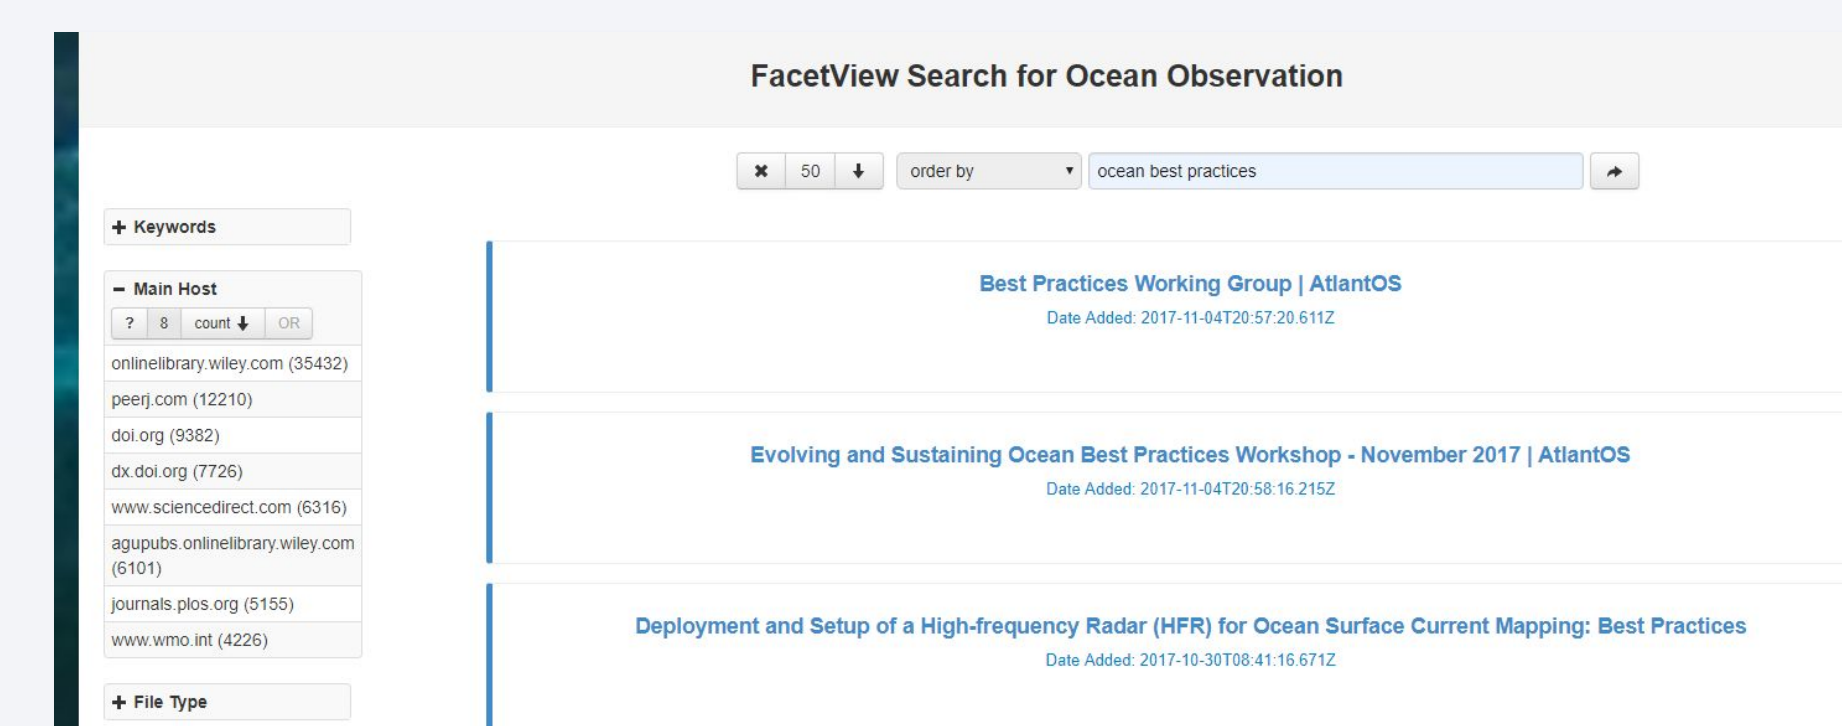 FacetView Search for Ocean Observation
50 order by ocean best practices
Keywords
Main Host
? 8 count OR
onlinelibrary.wiley.com (35432)
peerj.com (12210)
doi.org (9382)
dx.doi.org (7726)
www.sciencedirect.com (6316)
agupubs.onlinelibrary.wiley.com
(6101)
journals.plos.org (5155)
www.wmo.int (4226)
File Type
Best Practices Working Group | AtlantOS
Date Added: 2017-11-04T20:57:20.611Z
Evolving and Sustaining Ocean Best Practices Workshop - November 2017 | AtlantOS
Date Added: 2017-11-04T20:58:16.215Z
Deployment and Setup of a High-frequency Radar (HFR) for Ocean Surface Current Mapping: Best Practices
Date Added: 2017-10-30T08:41:16.671Z